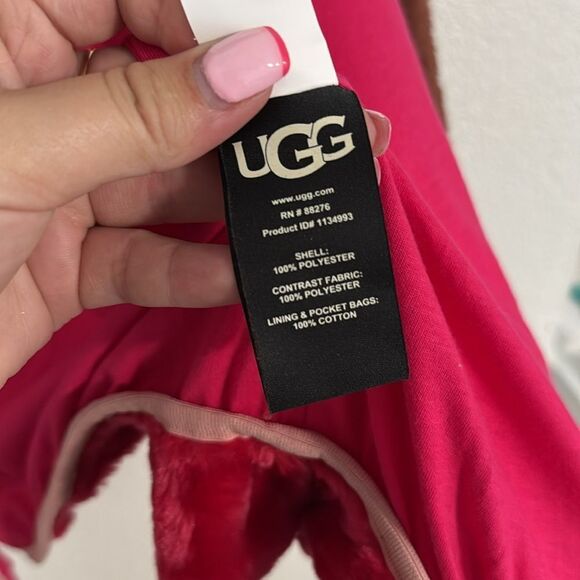 UGG
www.ugg.com
RN # 88276
Product ID# 1134993
SHELL:
100% POLYESTER
CONTRAST FABRIC:
100% POLYESTER
LINING & POCKET BAGS:
100% COTTON